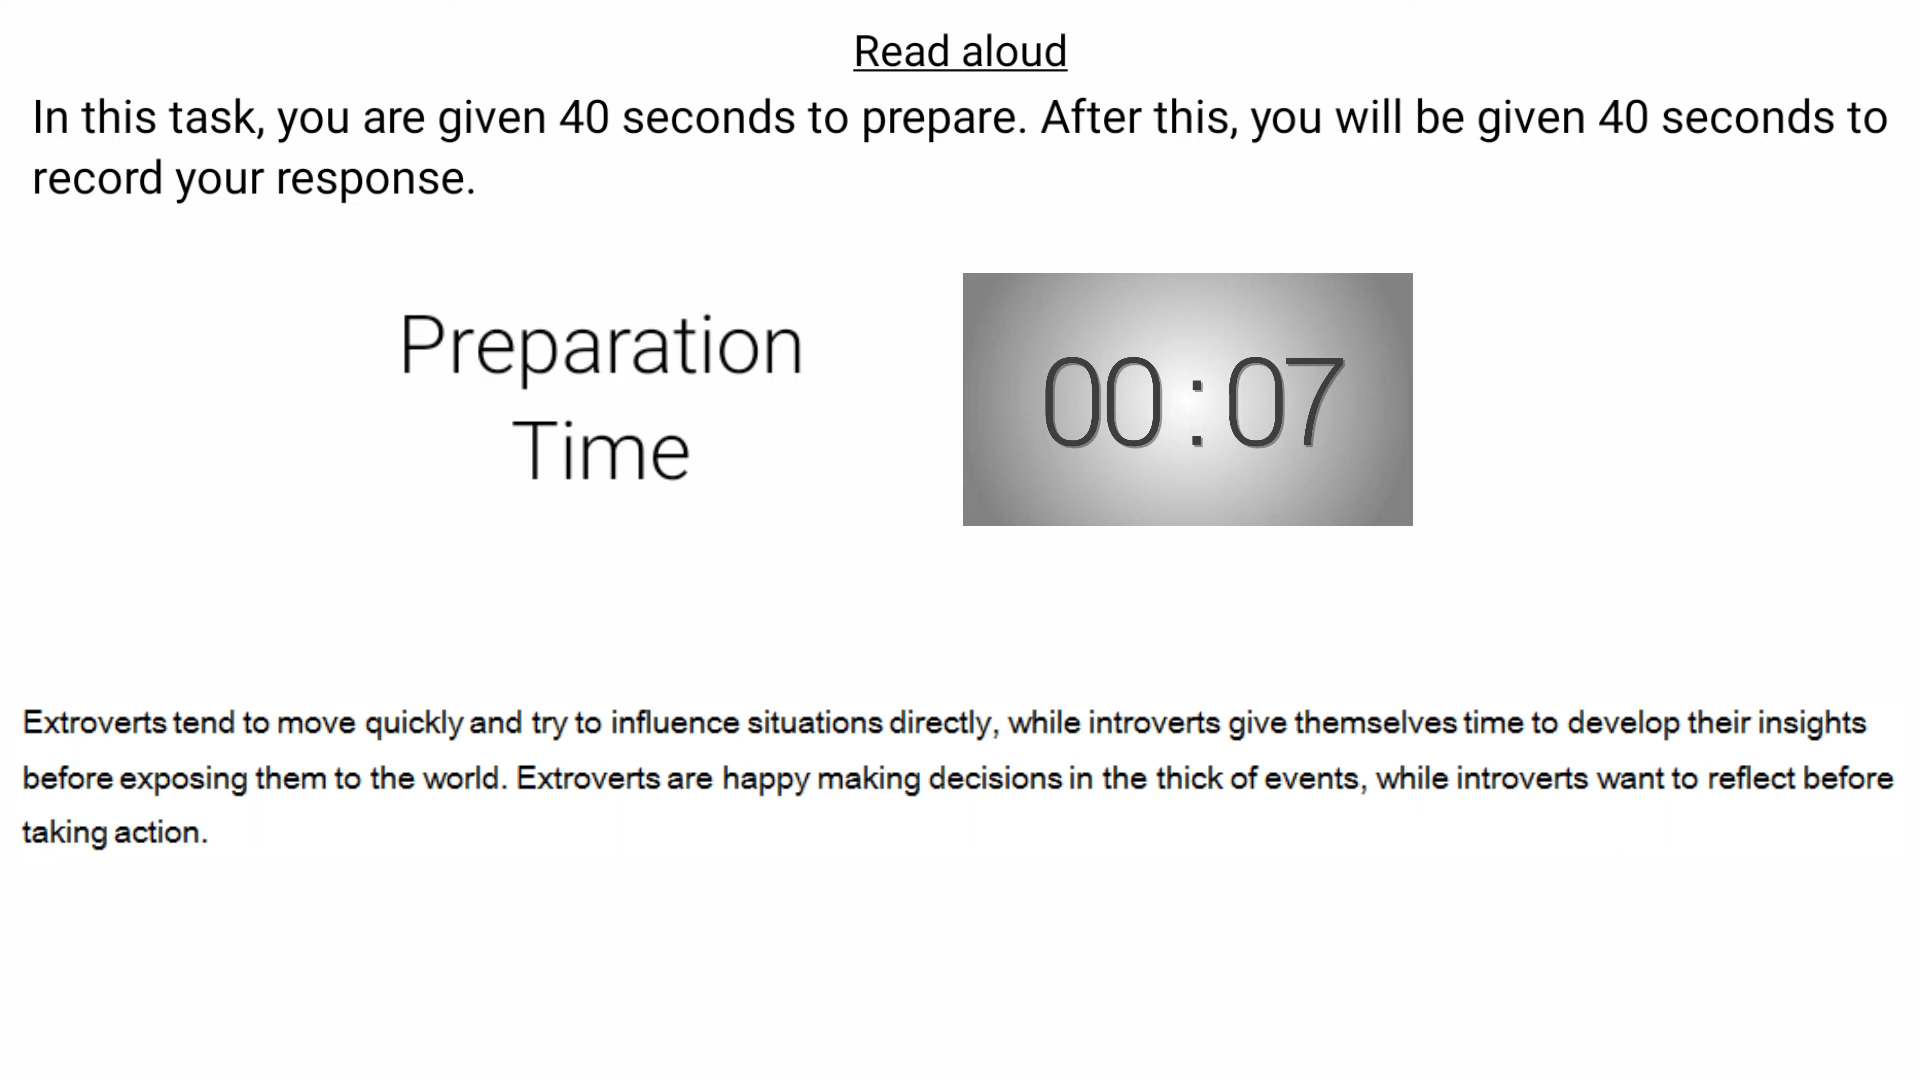 Read aloud
In this task, you are given 40 seconds to prepare. After this, you will be given 40 seconds to
record your response.
Preparation
Time
00:07
Extroverts tend to move quickly and try to influence situations directly, while introverts give themselves time to develop their insights
before exposing them to the world. Extroverts are happy making decisions in the thick of events, while introverts want to reflect before
taking action.